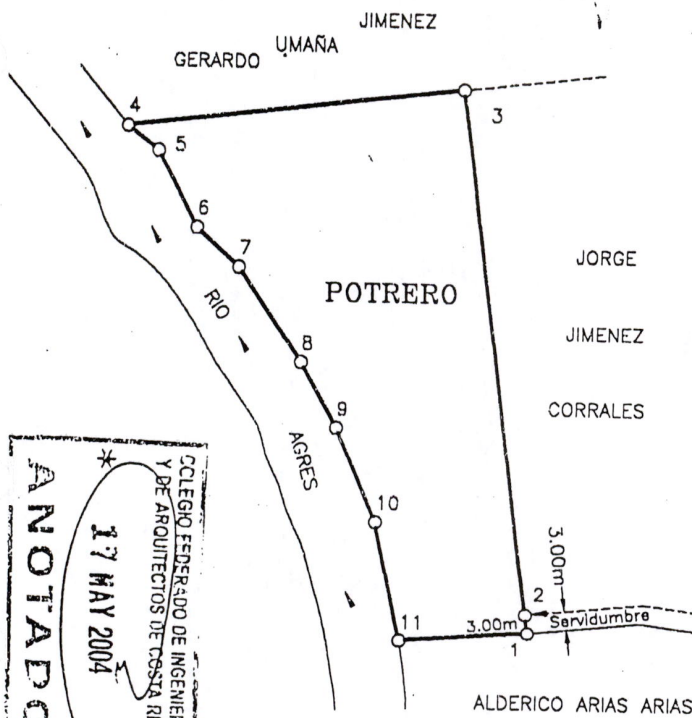 JIMENEZ
UMAÑA
GERARDO
4
3
5
6
7
JORGE
POTRERO
RIO
JIMENEZ
8
CORRALES
9
AGRES
10
COLEGIO FEDERADO DE INGENIER
Y DE ARQUITECTOS DE COSTA RI
17 MAY 2004
ANOTADO
3.00m
2
11
3.00m
Servidumbre
1
ALDERICO ARIAS ARIAS